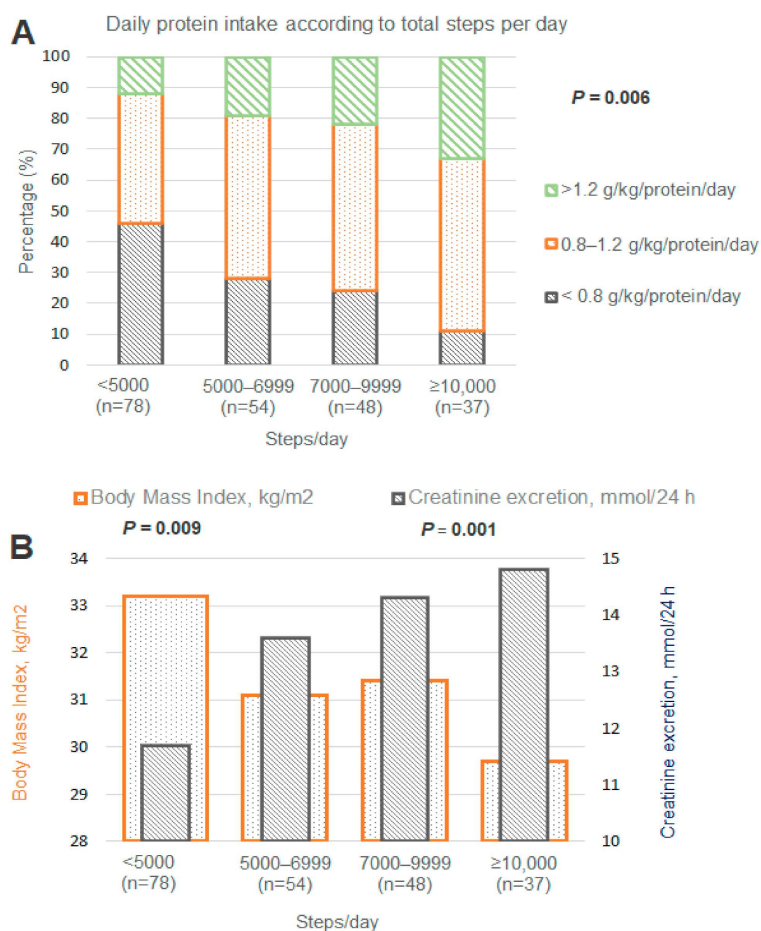 A
Daily protein intake according to total steps per day
P = 0.006
Percentage (%)
100
90
80
70
60
50
40
30
20
10
0
>1.2 g/kg/protein/day
0.8–1.2 g/kg/protein/day
< 0.8 g/kg/protein/day
<5000 5000–6999 7000–9999 ≥10,000
(n=78) (n=54) (n=48) (n=37)
Steps/day
Body Mass Index, kg/m2 Creatinine excretion, mmol/24 h
P = 0.009 P = 0.001
B
Body Mass Index, kg/m2
34
33
32
31
30
29
28
15
14
13
12
11
10
Creatinine excretion, mmol/24 h
<5000 5000–6999 7000–9999 ≥10,000
(n=78) (n=54) (n=48) (n=37)
Steps/day